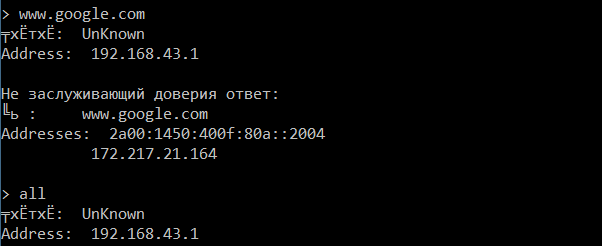 > www.google.com
╤хЁтхЁ:  UnKnown
Address:  192.168.43.1
Не заслуживающий доверия ответ:
╚ь :     www.google.com
Addresses:  2a00:1450:400f:80a::2004
172.217.21.164
> all
╤хЁтхЁ:  UnKnown
Address:  192.168.43.1